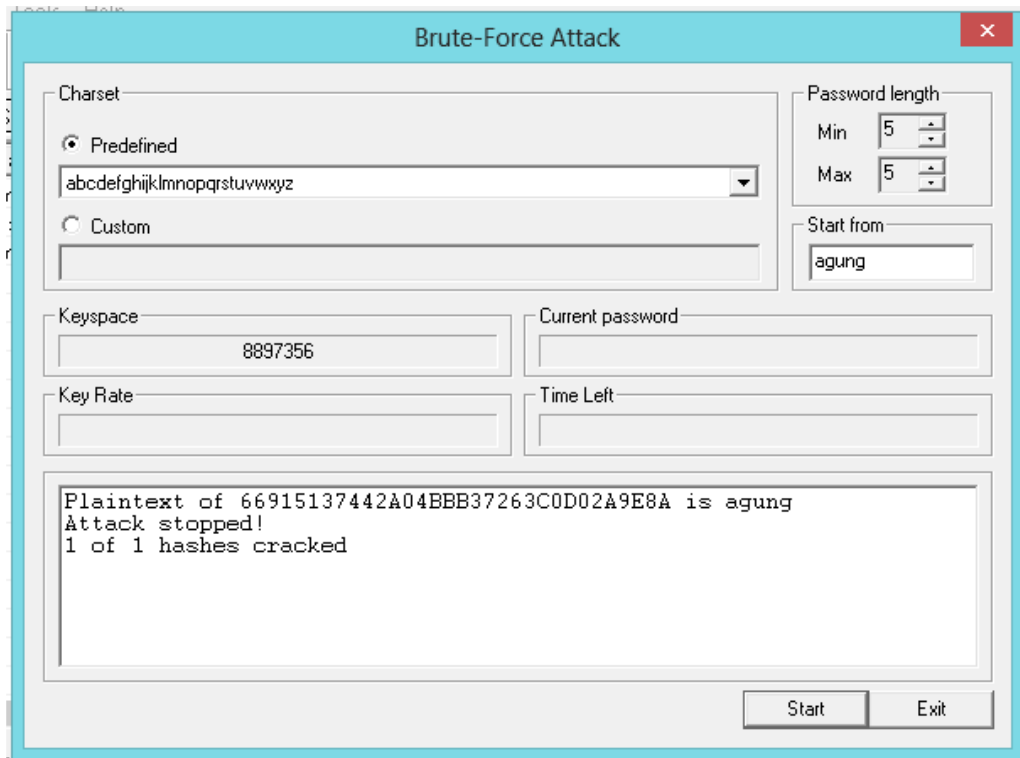 Tools Help
Brute-Force Attack
Charset
Predefined
abcdefghijklmnopqrstuvwxyz
Custom
Password length
Min 5
Max 5
Start from
agung
Keyspace
8897356
Current password
Key Rate
Time Left
Plaintext of 66915137442A04BBB37263C0D02A9E8A is agung
Attack stopped!
1 of 1 hashes cracked
Start Exit